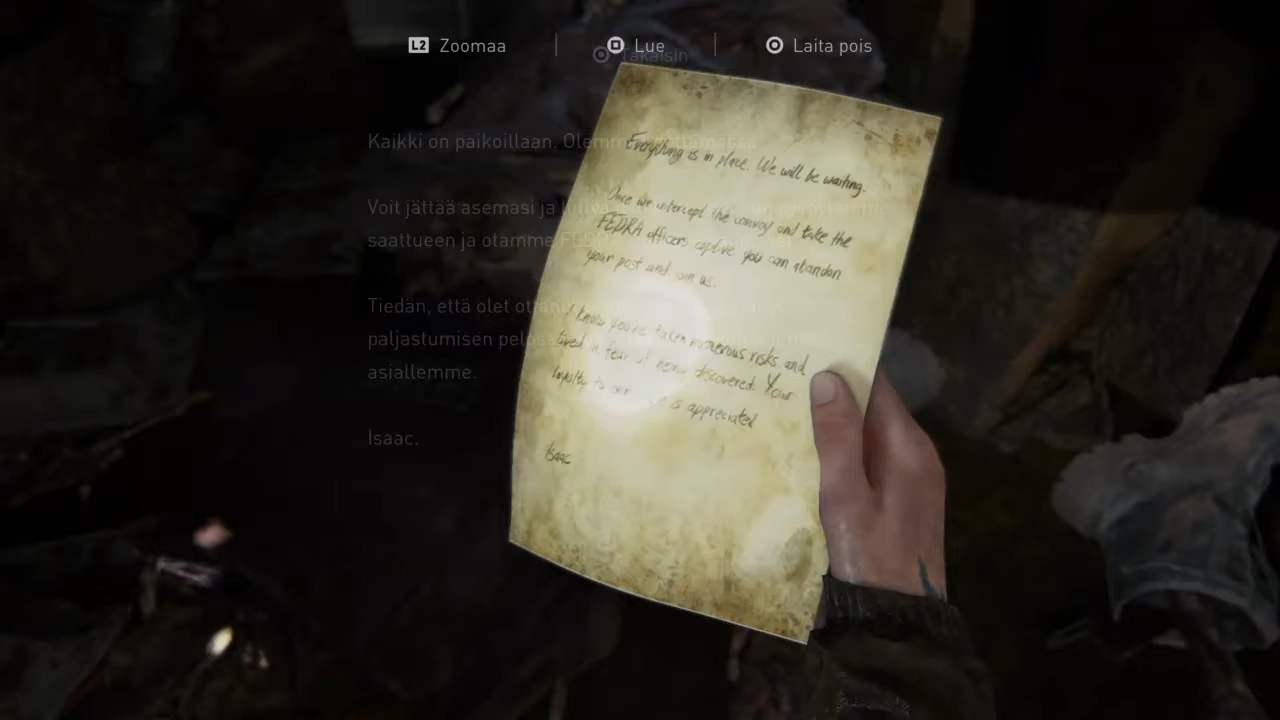 L2 Zoomaa
Lue
Laita pois
Takaisin
Kaikki on paikoillaan.
Voit jättää asemasi ja
saattueen ja otamme FEDRA
Tiedän, että olet
paljastumisen
asiallemme.
Isaac.
Everything is in place. We will be waiting.
Once we intercept the convoy and take the
FEDRA officers captive you can abandon
your post and join us.
I know you've taken numerous risks and
lived in fear of being discovered. Your
loyalty to our is appreciated
Isaac